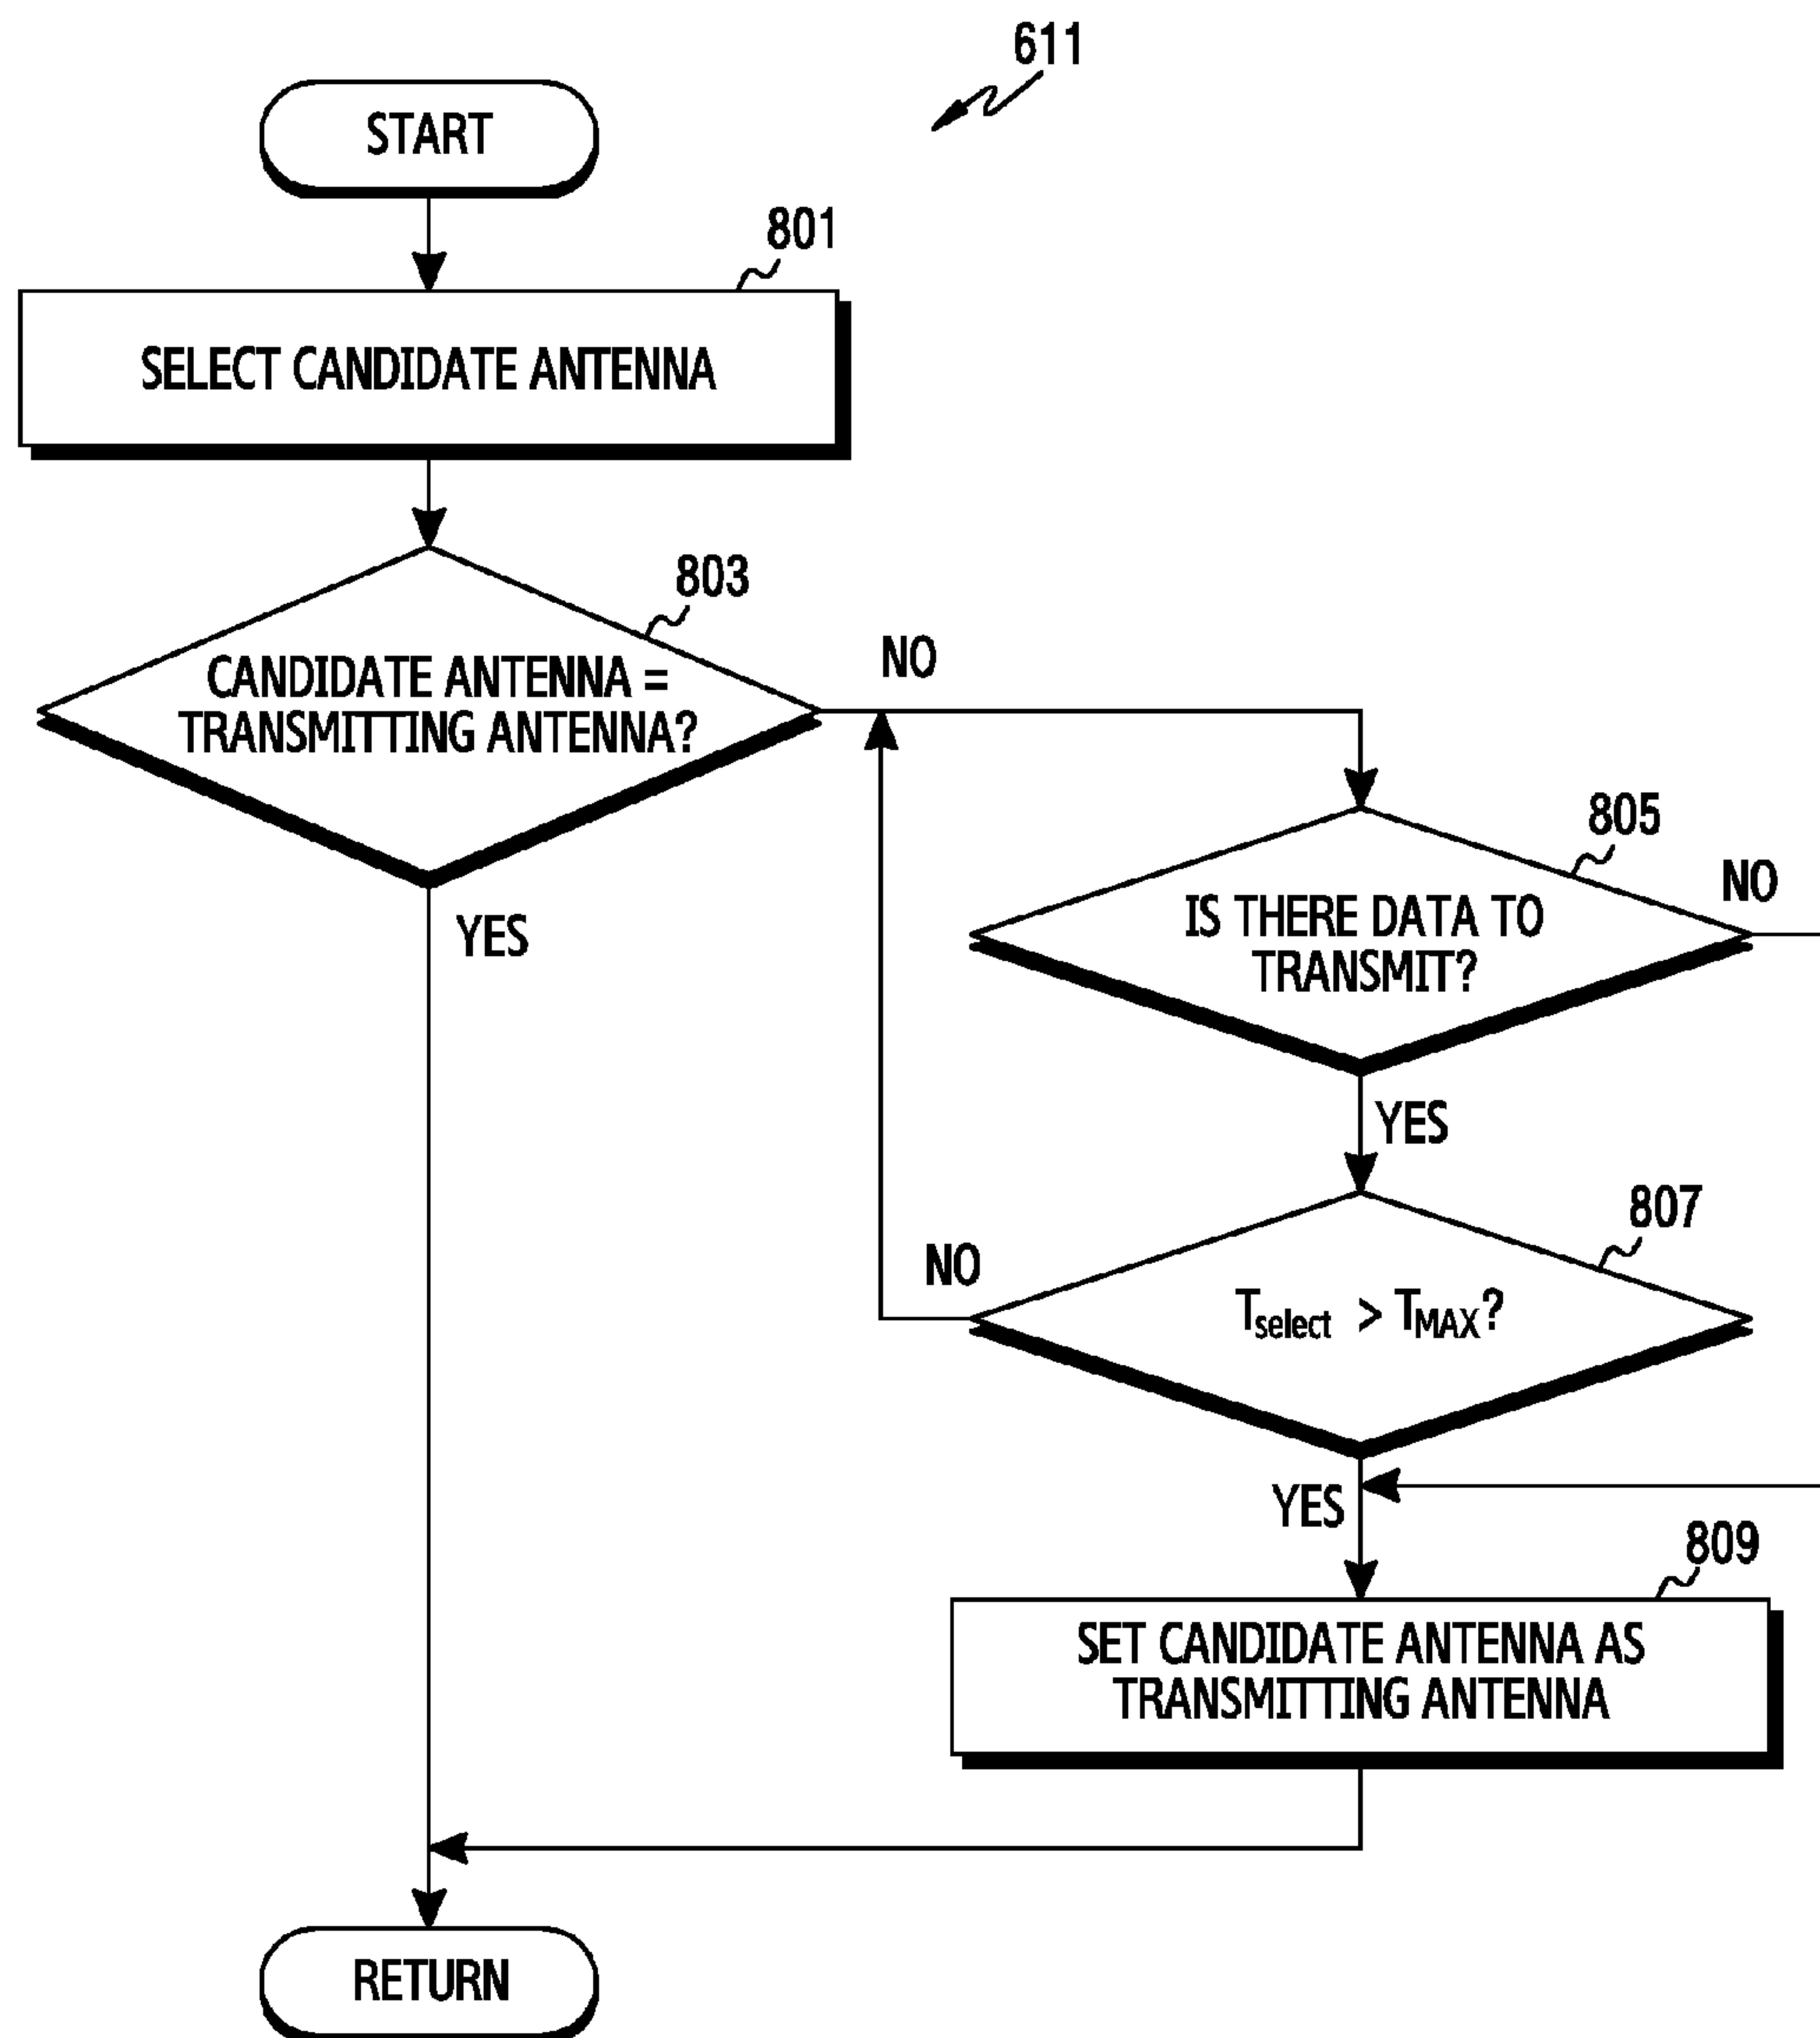 611
START
801
SELECT CANDIDATE ANTENNA
803
CANDIDATE ANTENNA =
TRANSMITTING ANTENNA?
NO
YES
805
IS THERE DATA TO
TRANSMIT?
NO
YES
807
Tselect > TMAX?
NO
YES
809
SET CANDIDATE ANTENNA AS
TRANSMITTING ANTENNA
RETURN